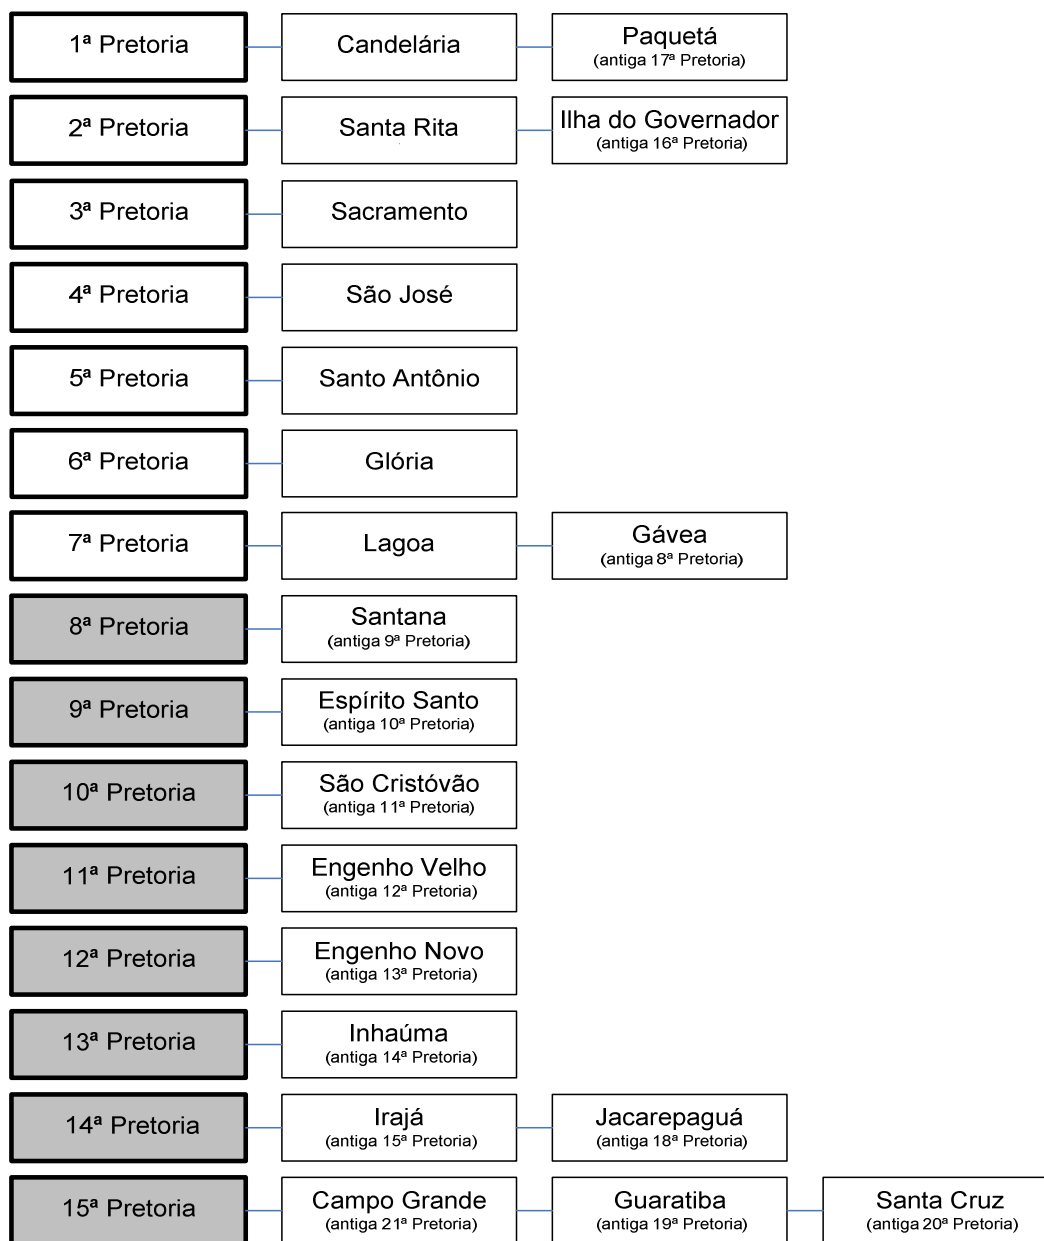 1ª Pretoria
Candelária
Paquetá
(antiga 17ª Pretoria)
2ª Pretoria
Santa Rita
Ilha do Governador
(antiga 16ª Pretoria)
3ª Pretoria
Sacramento
4ª Pretoria
São José
5ª Pretoria
Santo Antônio
6ª Pretoria
Glória
7ª Pretoria
Lagoa
Gávea
(antiga 8ª Pretoria)
8ª Pretoria
Santana
(antiga 9ª Pretoria)
9ª Pretoria
Espírito Santo
(antiga 10ª Pretoria)
10ª Pretoria
São Cristóvão
(antiga 11ª Pretoria)
11ª Pretoria
Engenho Velho
(antiga 12ª Pretoria)
12ª Pretoria
Engenho Novo
(antiga 13ª Pretoria)
13ª Pretoria
Inhaúma
(antiga 14ª Pretoria)
14ª Pretoria
Irajá
(antiga 15ª Pretoria)
Jacarepaguá
(antiga 18ª Pretoria)
15ª Pretoria
Campo Grande
(antiga 21ª Pretoria)
Guaratiba
(antiga 19ª Pretoria)
Santa Cruz
(antiga 20ª Pretoria)